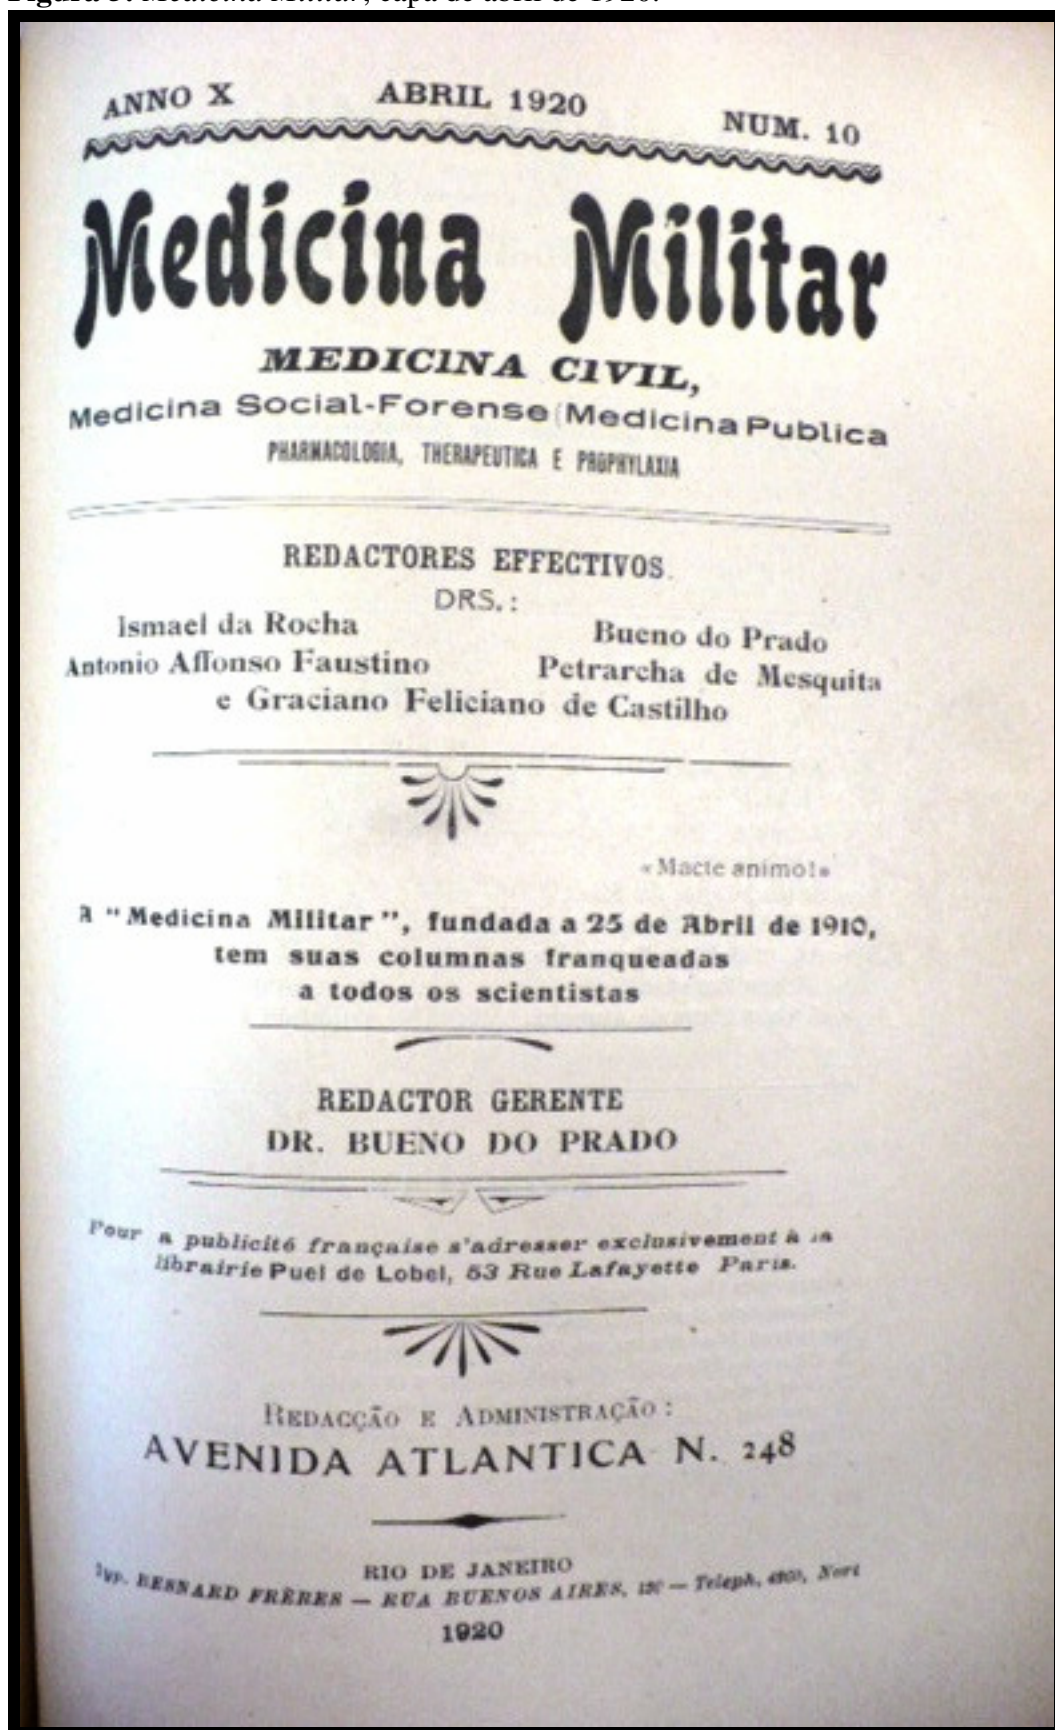 ANNO X ABRIL 1920 NUM. 10
Medicina Militar
MEDICINA CIVIL,
Medicina Social-Forense (Medicina Publica
PHARMACOLOGIA, THERAPEUTICA E PROPHYLAXIA
REDACTORES EFFECTIVOS
DRS.:
Ismael da Rocha Bueno do Prado
Antonio Affonso Faustino Petrarcha de Mesquita
e Graciano Feliciano de Castilho
«Macte animo!»
A "Medicina Militar", fundada a 25 de Abril de 1910,
tem suas columnas franqueadas
a todos os scientistas
REDACTOR GERENTE
DR. BUENO DO PRADO
Pour a publicité française s'adresser exclusivement à la
librairie Puel de Lobel, 53 Rue Lafayette Paris.
REDACÇÃO E ADMINISTRAÇÃO:
AVENIDA ATLANTICA N. 248
RIO DE JANEIRO
Typ. BESNARD FRÈRES — RUA BUENOS AIRES, — Teleph, Nort
1920